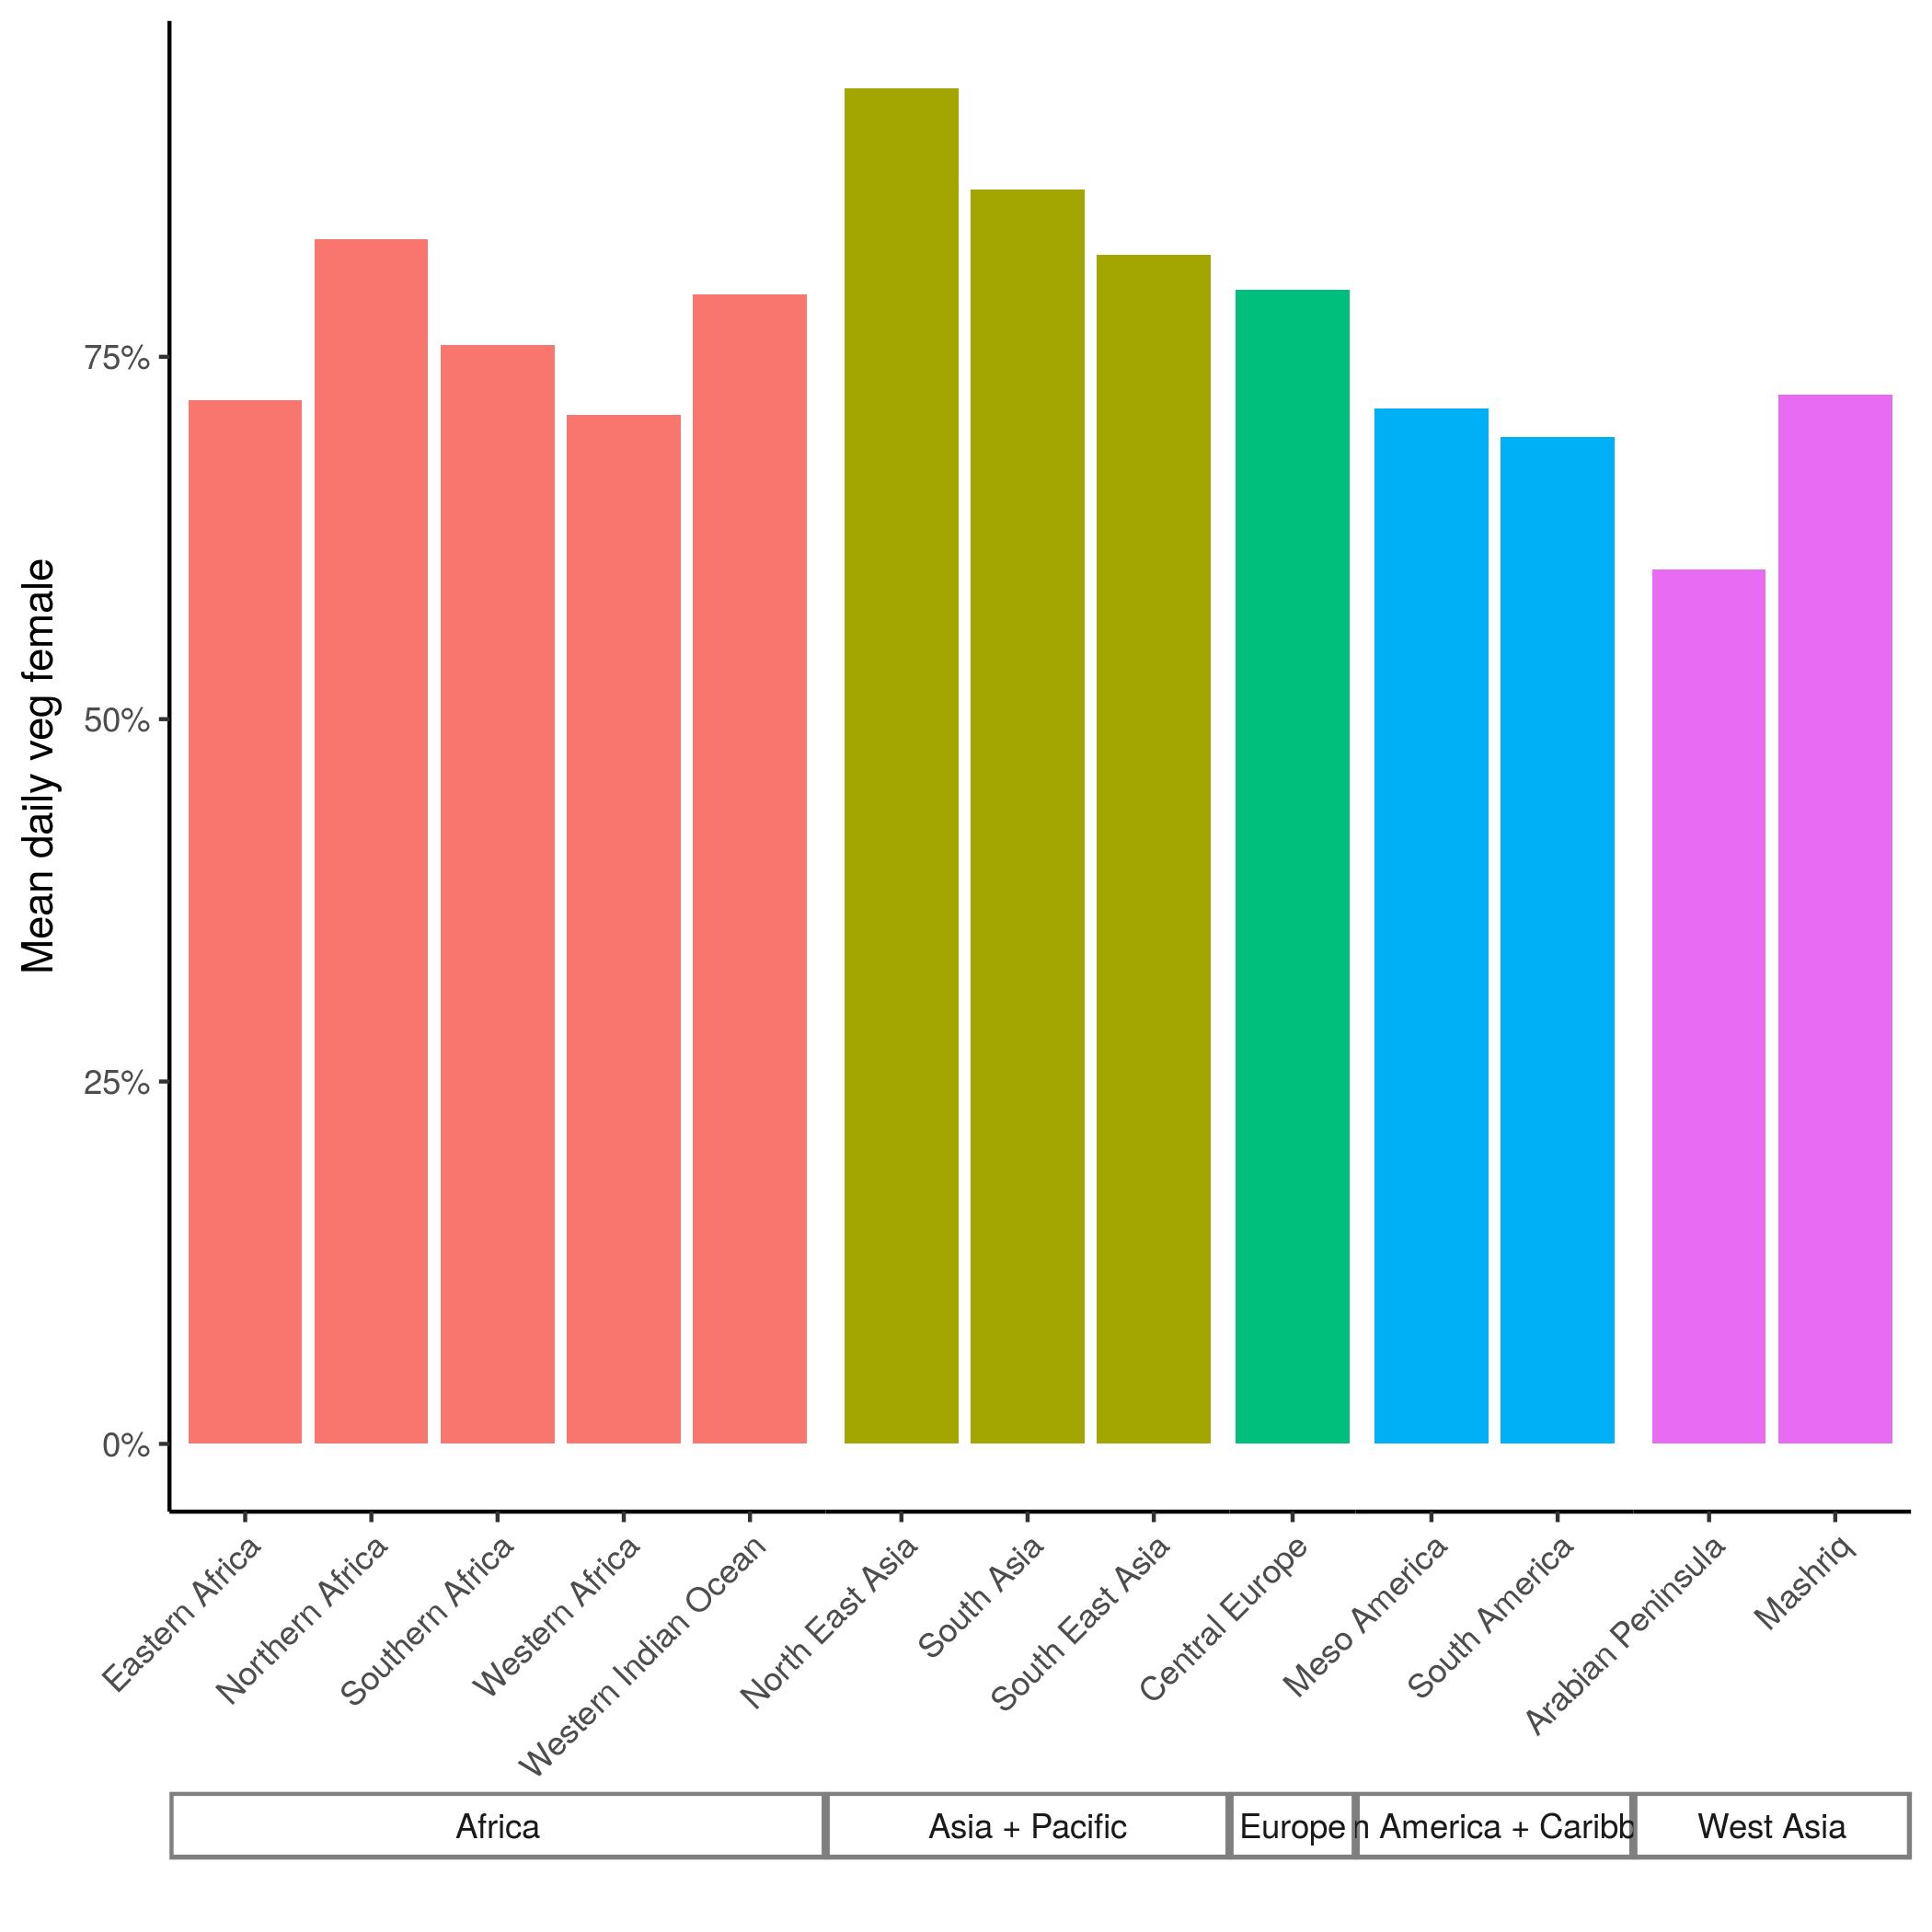 Mean daily veg female
75%
50%
25%
0%
Eastern Africa
Northern Africa
Southern Africa
Western Africa
Western Indian Ocean
North East Asia
South Asia
South East Asia
Central Europe
Meso America
South America
Arabian Peninsula
Mashriq
Africa
Asia + Pacific
Europe
n America + Caribb
West Asia